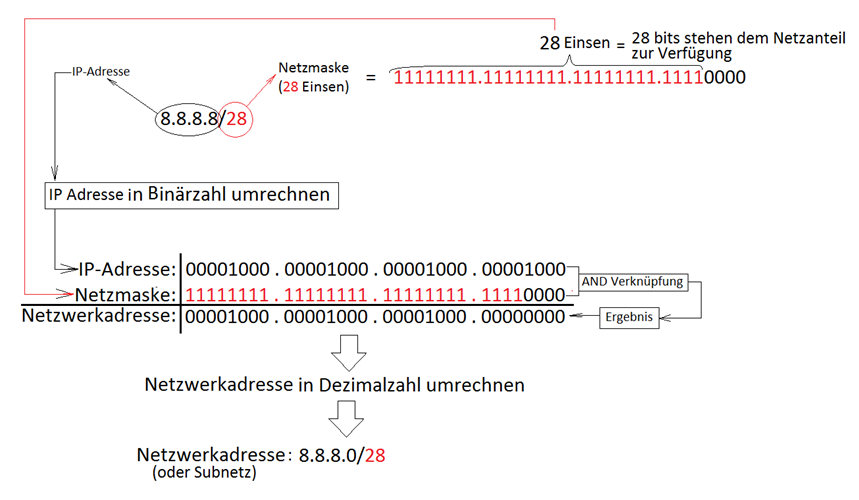 28 Einsen = 28 bits stehen dem Netzanteil
zur Verfügung
IP-Adresse
Netzmaske
(28 Einsen)
= 11111111.11111111.11111111.11110000
8.8.8.8/28
IP Adresse in Binärzahl umrechnen
IP-Adresse: 00001000 . 00001000 . 00001000 . 00001000
AND Verknüpfung
Netzmaske: 11111111 . 11111111 . 11111111 . 11110000
Netzwerkadresse: 00001000 . 00001000 . 00001000 . 00000000
Ergebnis
Netzwerkadresse in Dezimalzahl umrechnen
Netzwerkadresse: 8.8.8.0/28
(oder Subnetz)